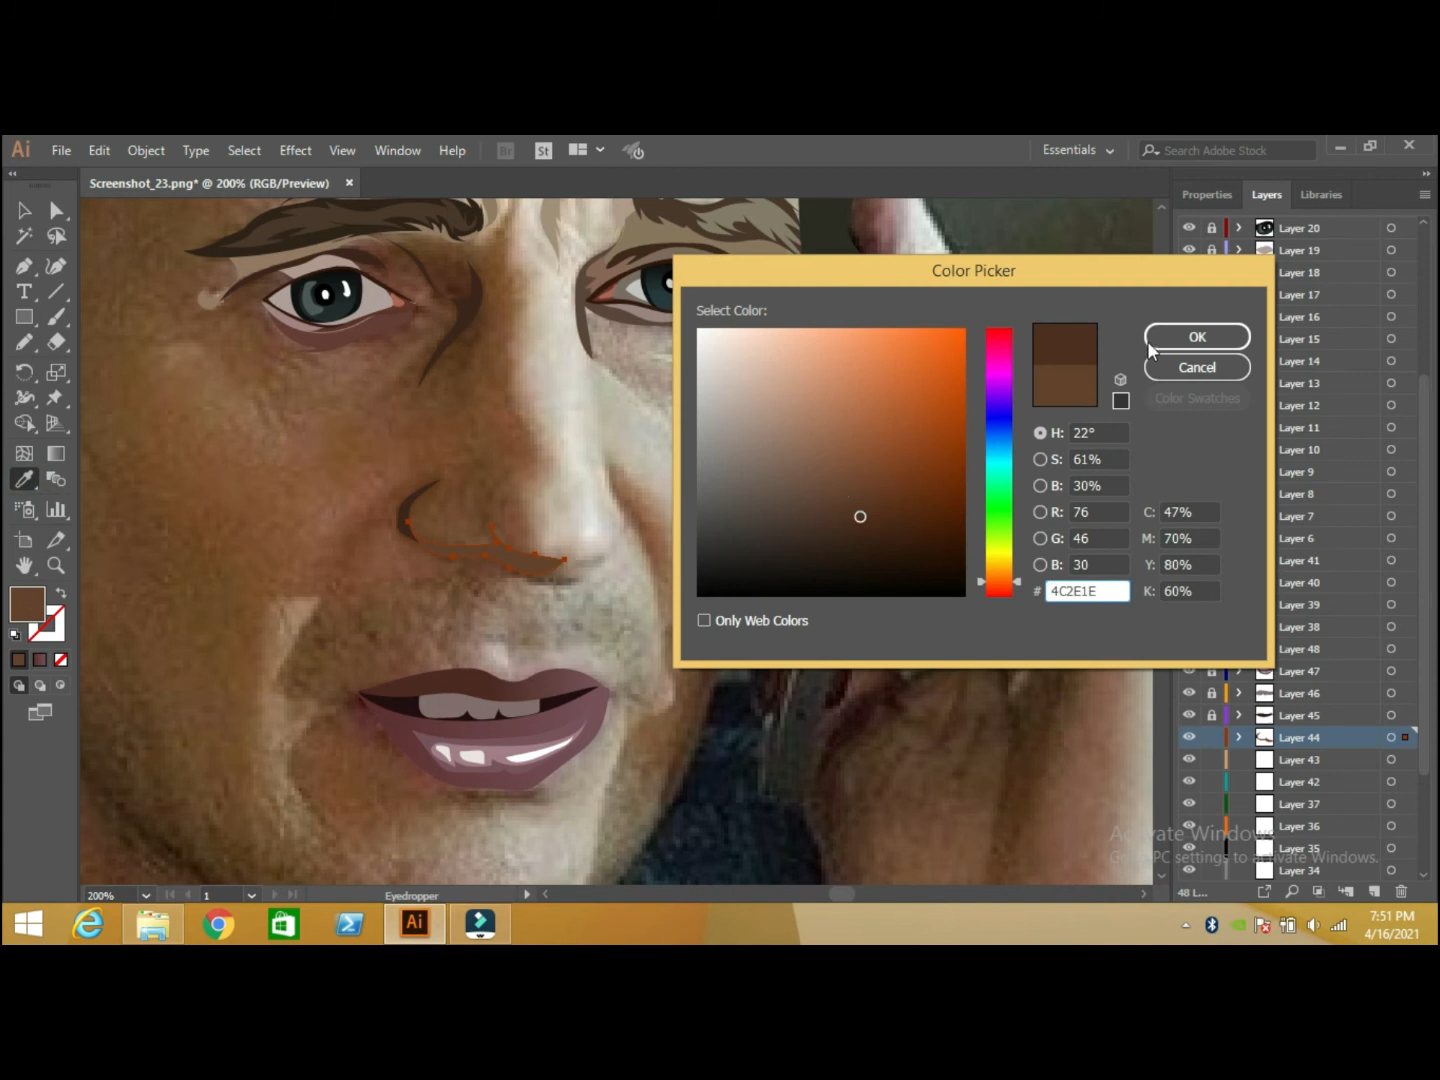 Ai File Edit Object Type Select Effect View Window Help Br St Essentials Search Adobe Stock
Screenshot_23.png* @ 200% (RGB/Preview) ×
Properties Layers Libraries
Layer 20
Layer 19
Layer 18
Layer 17
Layer 16
Layer 15
Layer 14
Layer 13
Layer 12
Layer 11
Layer 10
Layer 9
Layer 8
Layer 7
Layer 6
Layer 41
Layer 40
Layer 39
Layer 38
Layer 48
Layer 47
Layer 46
Layer 45
Layer 44
Layer 43
Layer 42
Layer 37
Layer 36
Layer 35
Layer 34
48 L...
Color Picker
Select Color:
OK
Cancel
Color Swatches
H: 22°
S: 61%
B: 30%
R: 76 C: 47%
G: 46 M: 70%
B: 30 Y: 80%
# 4C2E1E K: 60%
Only Web Colors
Activate Windows
Go to PC settings to activate Windows.
200% 1 Eyedropper
Ai
7:51 PM
4/16/2021